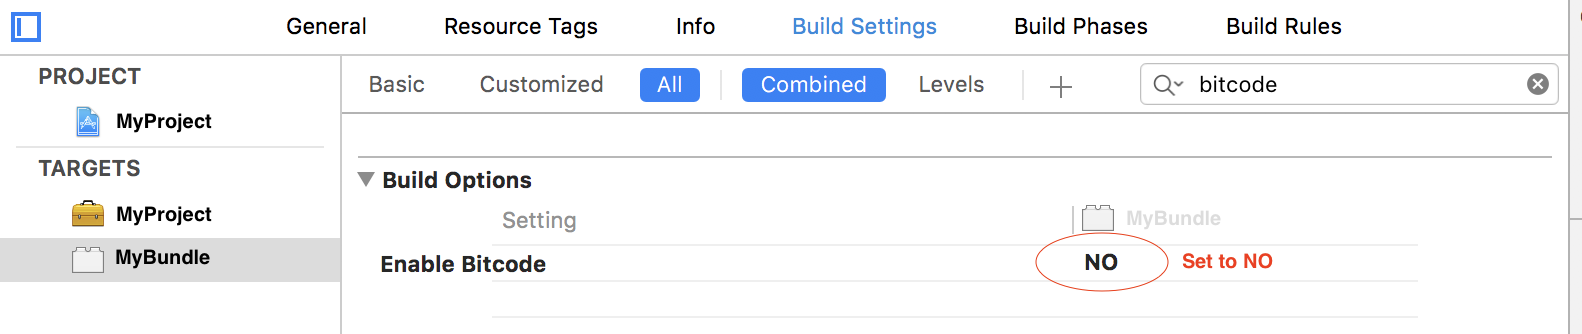 General Resource Tags Info Build Settings Build Phases Build Rules
PROJECT
MyProject
TARGETS
MyProject
MyBundle
Basic Customized All Combined Levels bitcode
Build Options
Setting MyBundle
Enable Bitcode NO Set to NO